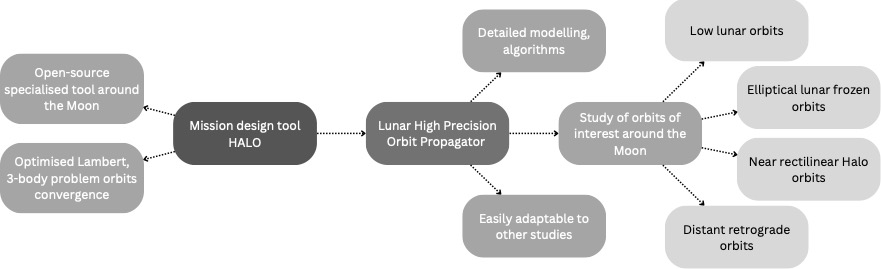 Open-source
specialised tool around
the Moon
Optimised Lambert,
3-body problem orbits
convergence
Mission design tool
HALO
Lunar High Precision
Orbit Propagator
Detailed modelling,
algorithms
Easily adaptable to
other studies
Study of orbits of
interest around the
Moon
Low lunar orbits
Elliptical lunar frozen
orbits
Near rectilinear Halo
orbits
Distant retrograde
orbits